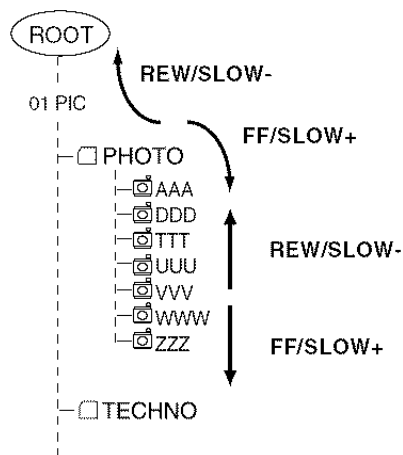 ROOT
REW/SLOW-
01 PIC
FF/SLOW+
PHOTO
AAA
DDD
TTT
UUU
VVV
WWW
ZZZ
REW/SLOW-
FF/SLOW+
TECHNO